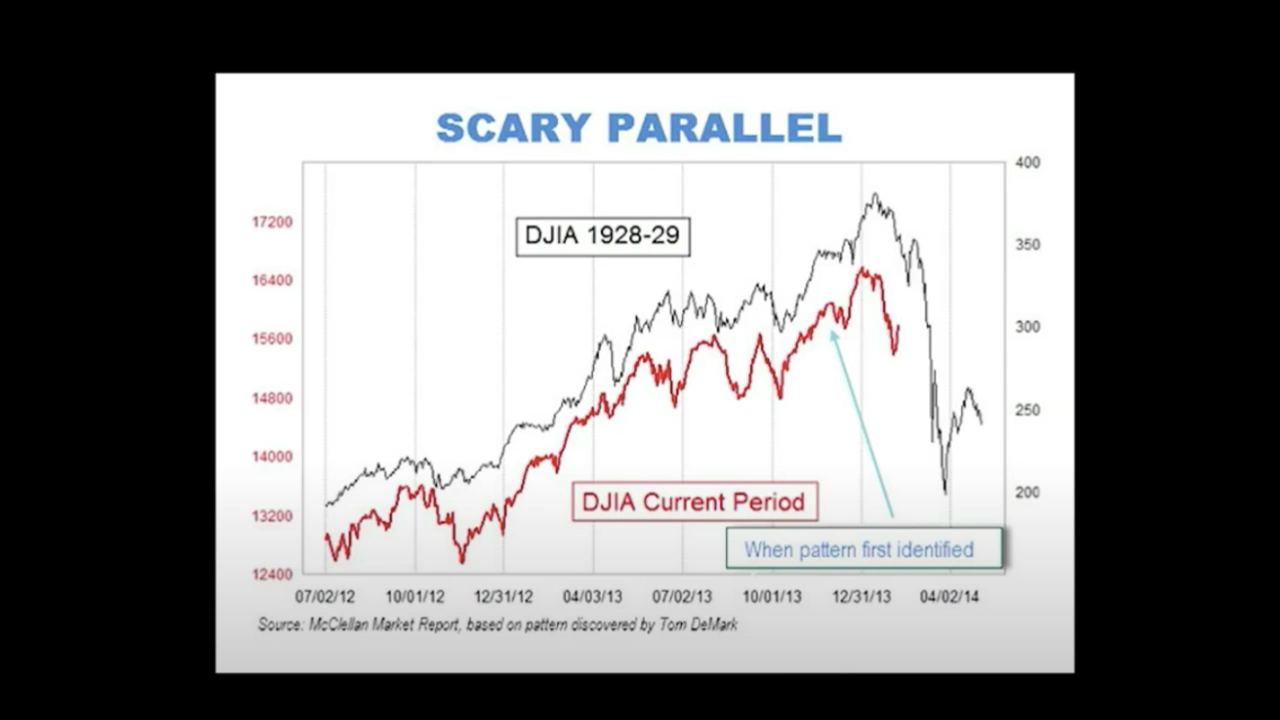 SCARY PARALLEL
400
17200
DJIA 1928-29
350
16400
300
15600
14800
250
14000
DJIA Current Period
200
13200
When pattern first identified
12400
07/02/12 10/01/12 12/31/12 04/03/13 07/02/13 10/01/13 12/31/13 04/02/14
Source: McClellan Market Report, based on pattern discovered by Tom DeMark